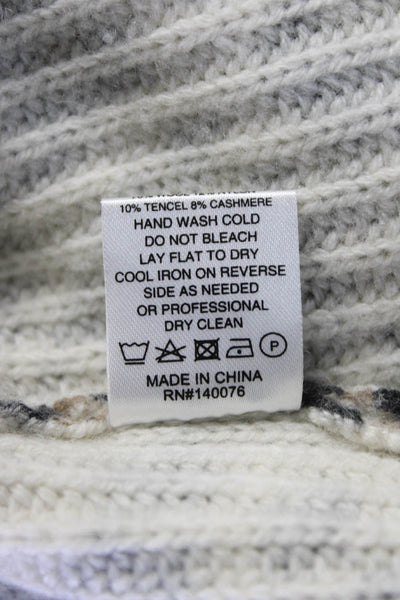 10% TENCEL 8% CASHMERE
HAND WASH COLD
DO NOT BLEACH
LAY FLAT TO DRY
COOL IRON ON REVERSE
SIDE AS NEEDED
OR PROFESSIONAL
DRY CLEAN
P
MADE IN CHINA
RN#140076